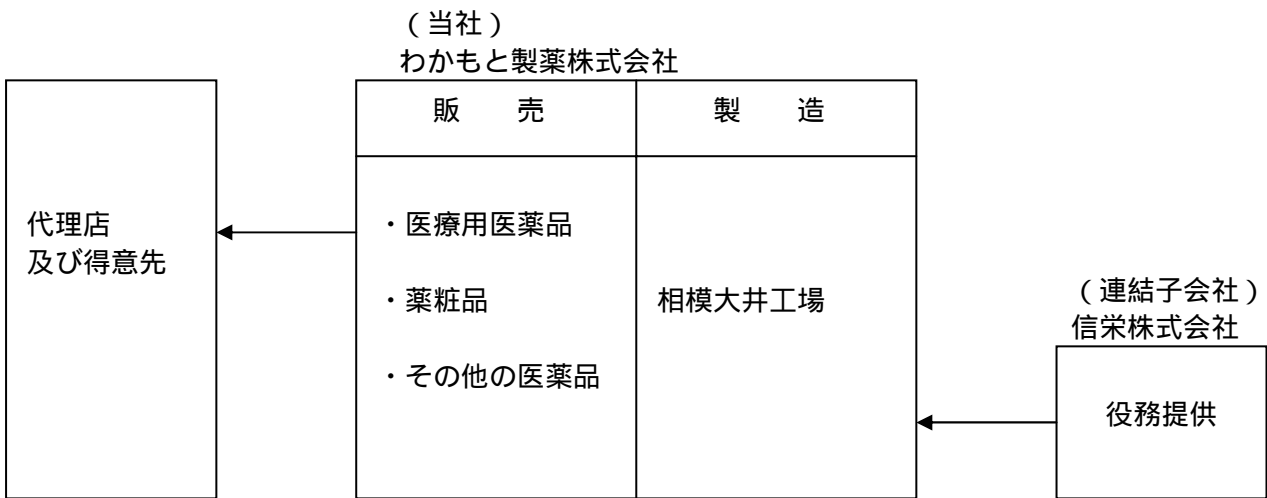 （当社）
わかもと製薬株式会社
販　　売
製　　造
代理店
及び得意先
・医療用医薬品
・薬粧品
・その他の医薬品
相模大井工場
（連結子会社）
信栄株式会社
役務提供